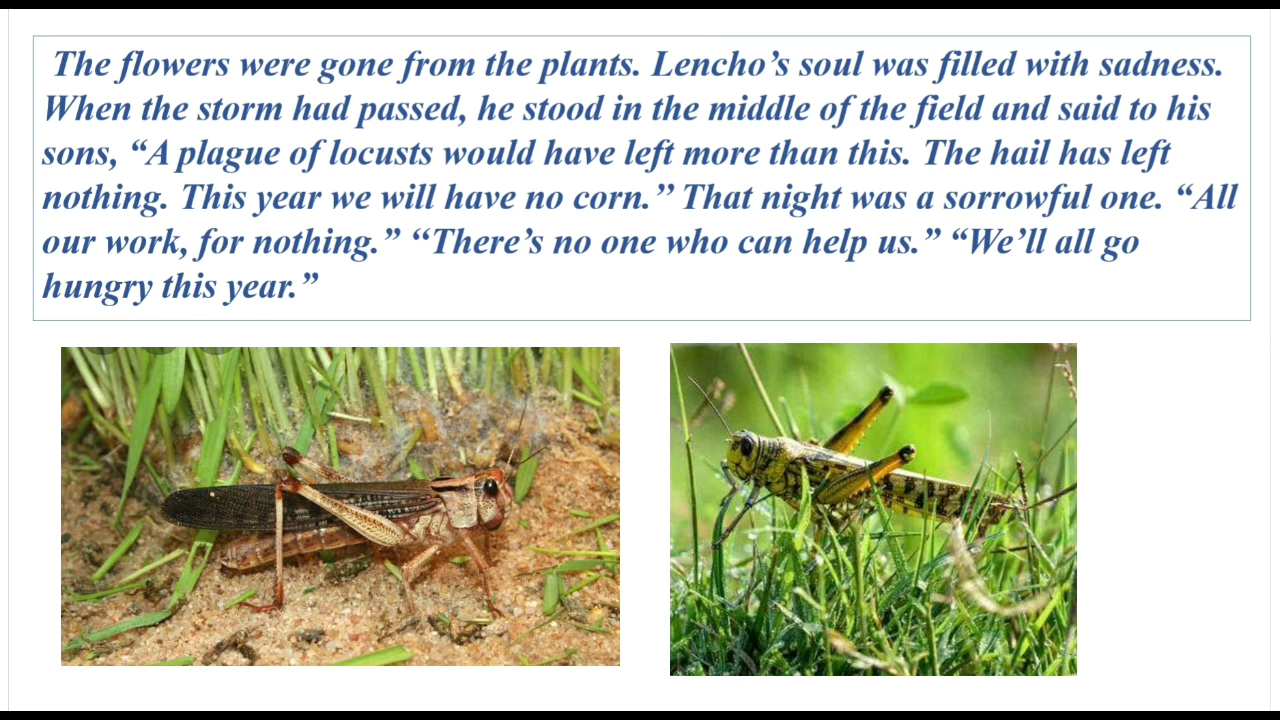 The flowers were gone from the plants. Lencho’s soul was filled with sadness.
When the storm had passed, he stood in the middle of the field and said to his
sons, “A plague of locusts would have left more than this. The hail has left
nothing. This year we will have no corn.’’ That night was a sorrowful one. “All
our work, for nothing.” “There’s no one who can help us.” “We’ll all go
hungry this year.”